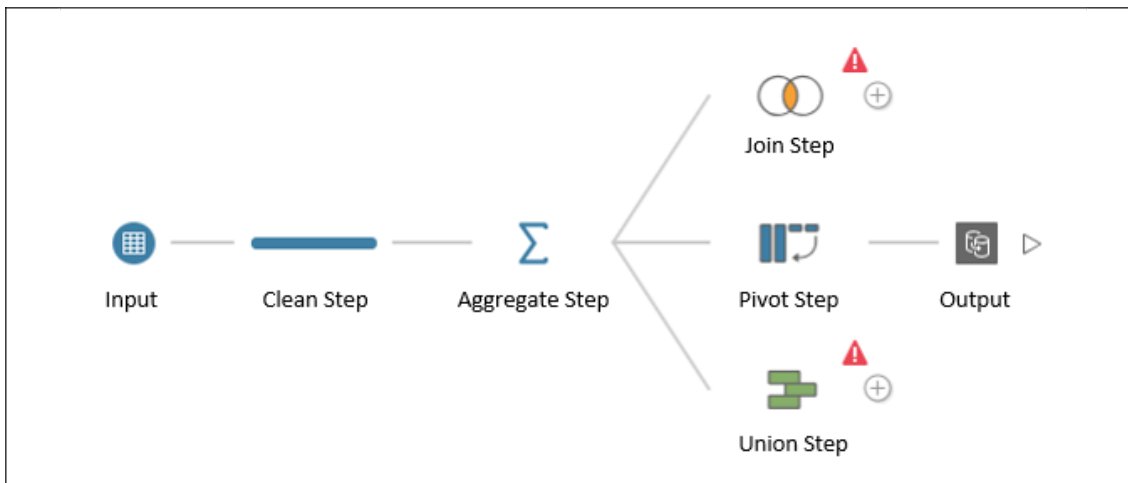 Join Step
Input
Clean Step
Aggregate Step
Pivot Step
Output
Union Step